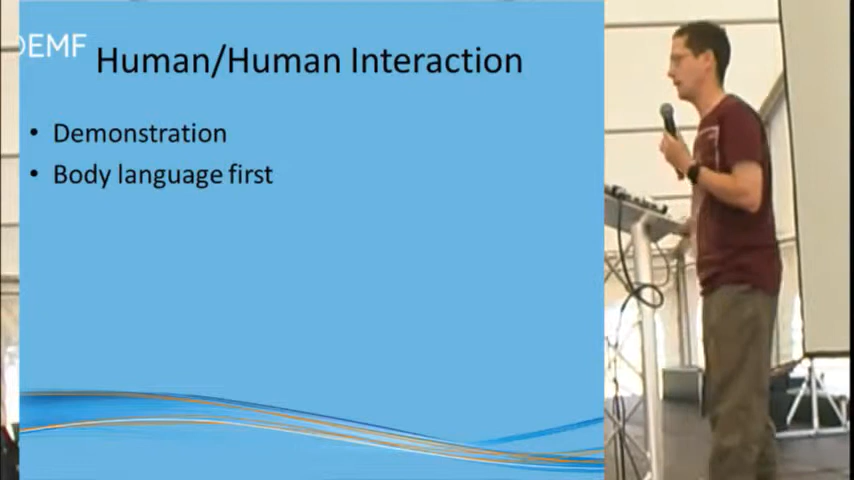 EMF
Human/Human Interaction
• Demonstration
• Body language first